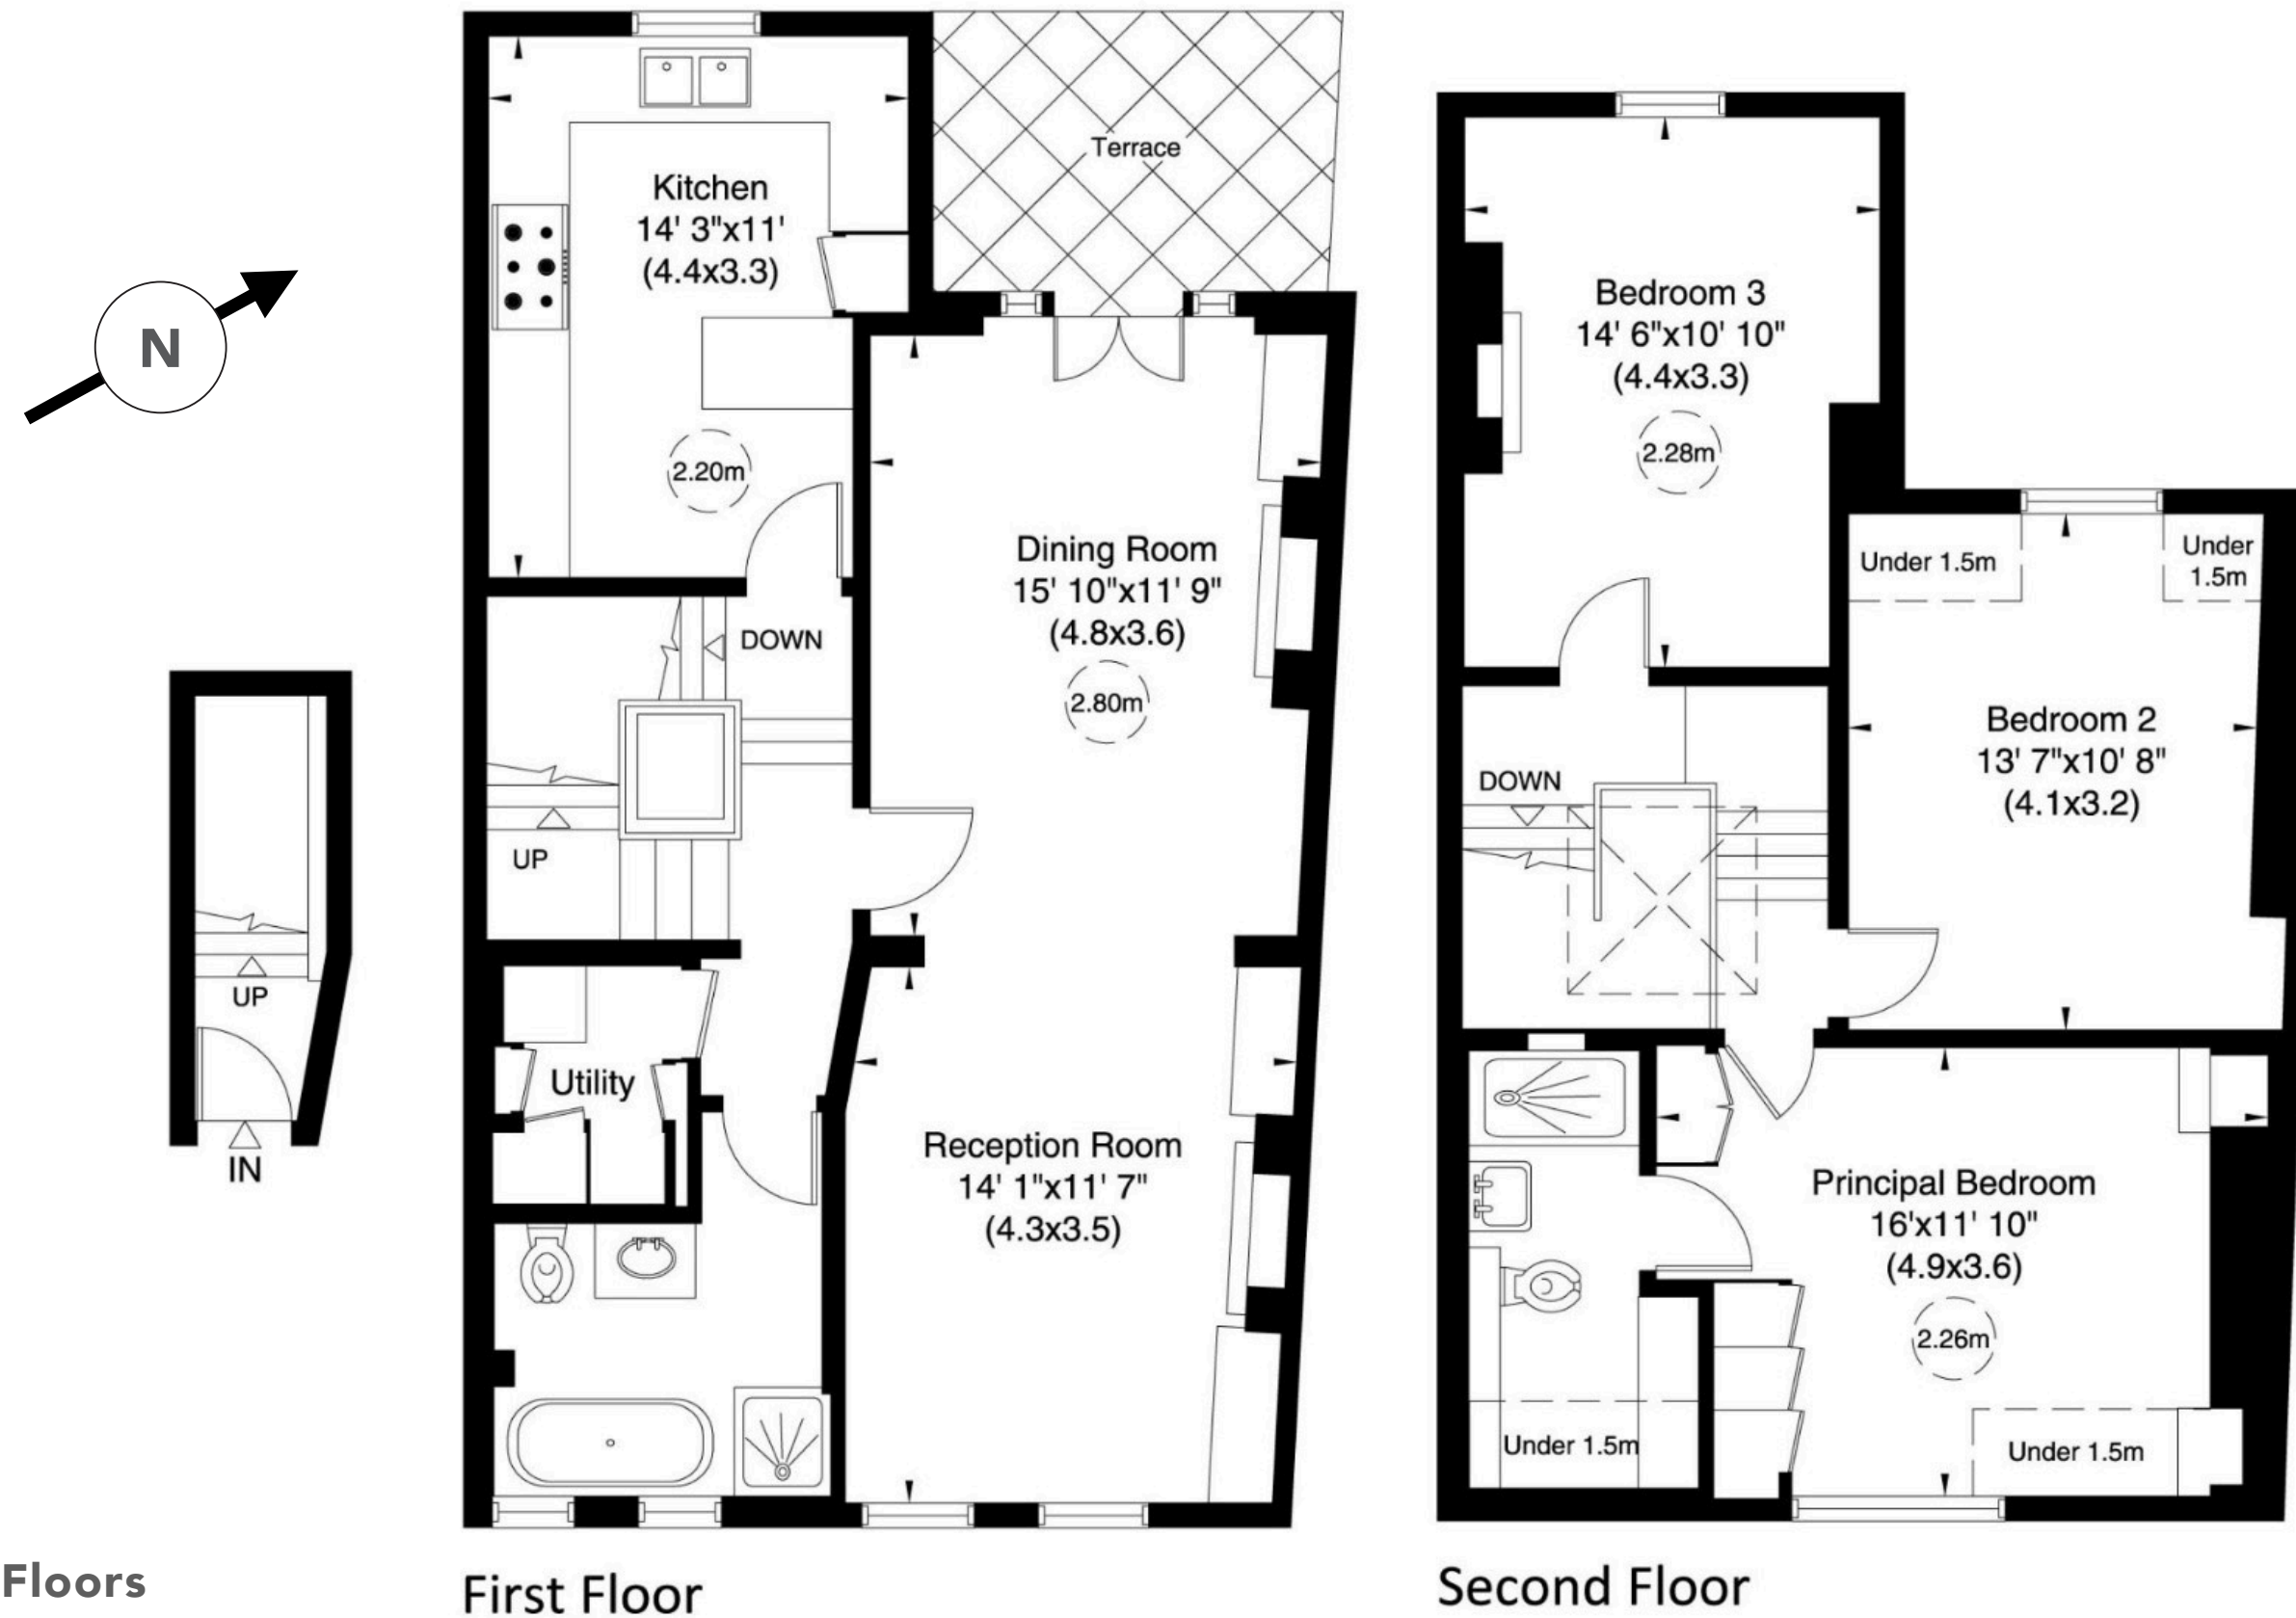 N
UP
IN
Floors
Terrace
Kitchen
14' 3"x11'
(4.4x3.3)
2.20m
DOWN
Dining Room
15' 10"x11' 9"
(4.8x3.6)
2.80m
UP
Utility
Reception Room
14' 1"x11' 7"
(4.3x3.5)
First Floor
Bedroom 3
14' 6"x10' 10"
(4.4x3.3)
2.28m
Under 1.5m
Under
1.5m
Bedroom 2
13' 7"x10' 8"
(4.1x3.2)
DOWN
Principal Bedroom
16'x11' 10"
(4.9x3.6)
2.26m
Under 1.5m
Under 1.5m
Second Floor